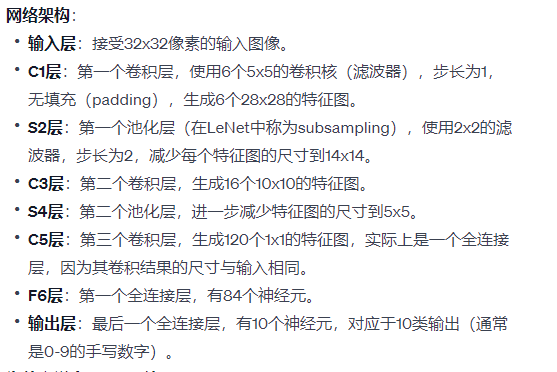 网络架构：
• 输入层：接受32x32像素的输入图像。
• C1层：第一个卷积层，使用6个5x5的卷积核（滤波器），步长为1，
无填充（padding），生成6个28x28的特征图。
• S2层：第一个池化层（在LeNet中称为subsampling），使用2x2的滤
波器，步长为2，减少每个特征图的尺寸到14x14。
• C3层：第二个卷积层，生成16个10x10的特征图。
• S4层：第二个池化层，进一步减少特征图的尺寸到5x5。
• C5层：第三个卷积层，生成120个1x1的特征图，实际上是一个全连接
层，因为其卷积结果的尺寸与输入相同。
• F6层：第一个全连接层，有84个神经元。
• 输出层：最后一个全连接层，有10个神经元，对应于10类输出（通常
是0-9的手写数字）。